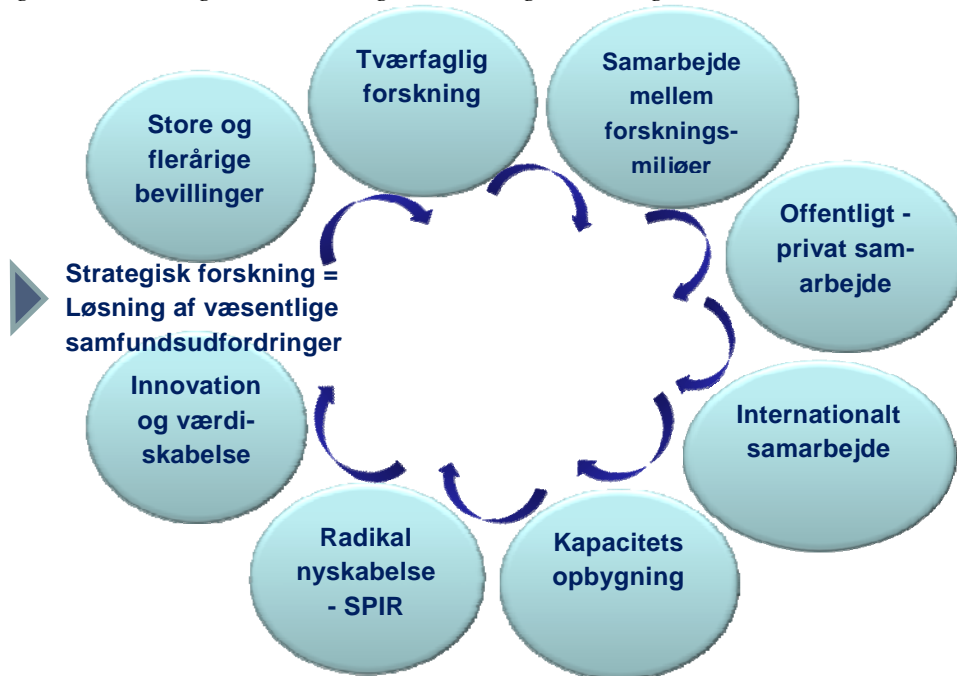 Tværfaglig
forskning
Samarbejde
mellem
forsknings-
miljøer
Store og
flerårige
bevillinger
Offentligt -
privat sam-
arbejde
Strategisk forskning =
Løsning af væsentlige
samfundsudfordringer
Innovation
og værdi-
skabelse
Internationalt
samarbejde
Radikal
nyskabelse
- SPIR
Kapacitets
opbygning